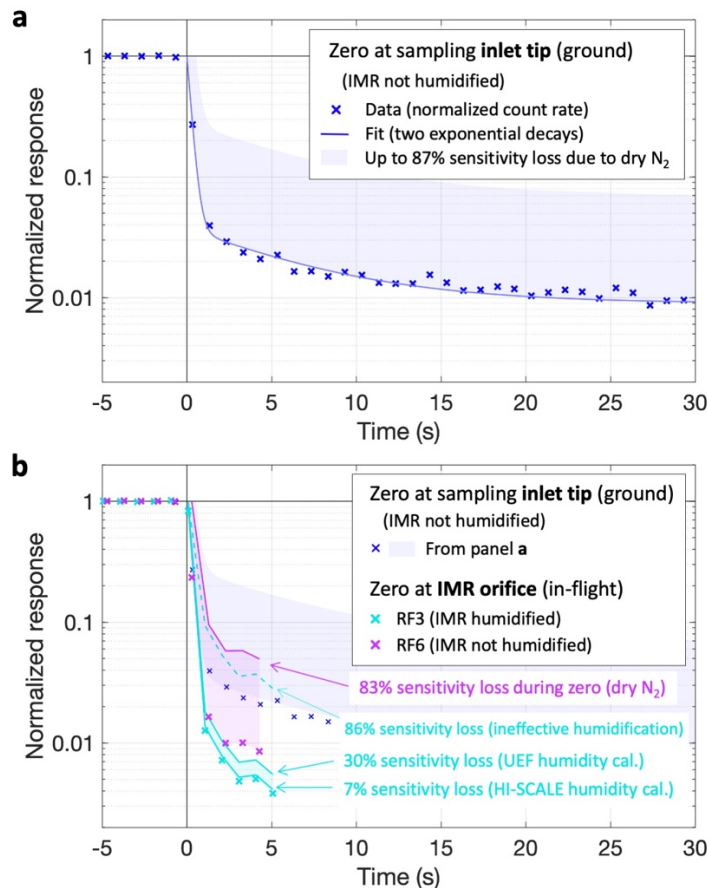 a
Normalized response
1
0.1
0.01
Zero at sampling inlet tip (ground)
(IMR not humidified)
Data (normalized count rate)
Fit (two exponential decays)
Up to 87% sensitivity loss due to dry N₂
-5 0 5 10 15 20 25 30
Time (s)
b
Normalized response
1
0.1
0.01
Zero at sampling inlet tip (ground)
(IMR not humidified)
From panel a
Zero at IMR orifice (in-flight)
RF3 (IMR humidified)
RF6 (IMR not humidified)
83% sensitivity loss during zero (dry N₂)
86% sensitivity loss (ineffective humidification)
30% sensitivity loss (UEF humidity cal.)
7% sensitivity loss (HI-SCALE humidity cal.)
-5 0 5 10 15 20 25 30
Time (s)